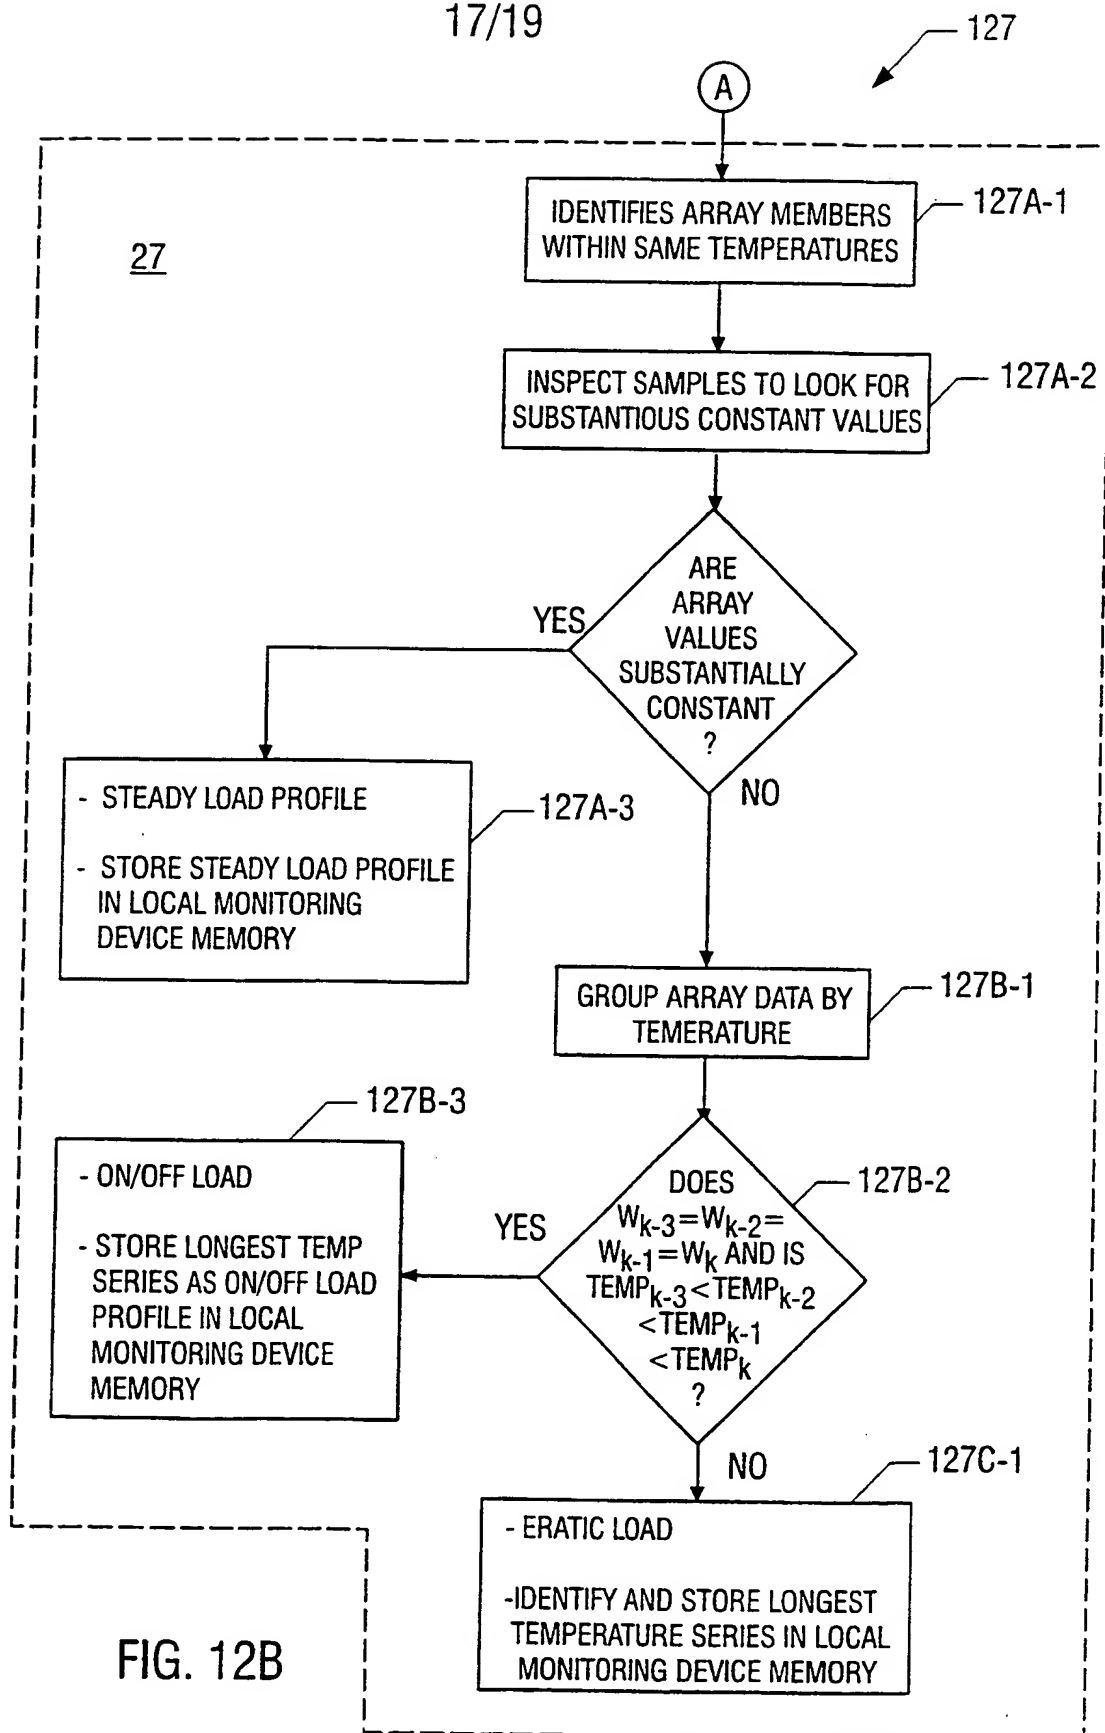 17/19
127
A
27
IDENTIFIES ARRAY MEMBERS
WITHIN SAME TEMPERATURES
127A-1
INSPECT SAMPLES TO LOOK FOR
SUBSTANTIOUS CONSTANT VALUES
127A-2
ARE
ARRAY
VALUES
SUBSTANTIALLY
CONSTANT
?
YES
NO
- STEADY LOAD PROFILE
- STORE STEADY LOAD PROFILE
IN LOCAL MONITORING
DEVICE MEMORY
127A-3
GROUP ARRAY DATA BY
TEMERATURE
127B-1
127B-3
- ON/OFF LOAD
- STORE LONGEST TEMP
SERIES AS ON/OFF LOAD
PROFILE IN LOCAL
MONITORING DEVICE
MEMORY
YES
DOES
Wk-3=Wk-2=
Wk-1=Wk AND IS
TEMPk-3<TEMPk-2
<TEMPk-1
<TEMPk
?
127B-2
NO
127C-1
- ERATIC LOAD
-IDENTIFY AND STORE LONGEST
TEMPERATURE SERIES IN LOCAL
MONITORING DEVICE MEMORY
FIG. 12B